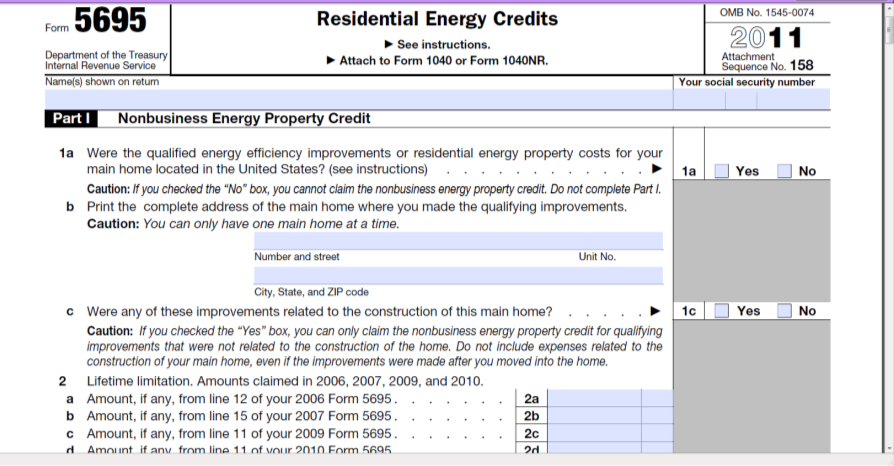 Form 5695
Department of the Treasury
Internal Revenue Service
Residential Energy Credits
▶ See instructions.
▶ Attach to Form 1040 or Form 1040NR.
OMB No. 1545-0074
2011
Attachment
Sequence No. 158
Name(s) shown on return
Your social security number
Part I Nonbusiness Energy Property Credit
1a Were the qualified energy efficiency improvements or residential energy property costs for your
main home located in the United States? (see instructions) . . . . . . . . . . . . . ▶ 1a Yes No
Caution: If you checked the “No” box, you cannot claim the nonbusiness energy property credit. Do not complete Part I.
b Print the complete address of the main home where you made the qualifying improvements.
Caution: You can only have one main home at a time.
Number and street Unit No.
City, State, and ZIP code
c Were any of these improvements related to the construction of this main home? . . . . . ▶ 1c Yes No
Caution: If you checked the “Yes” box, you can only claim the nonbusiness energy property credit for qualifying
improvements that were not related to the construction of the home. Do not include expenses related to the
construction of your main home, even if the improvements were made after you moved into the home.
2 Lifetime limitation. Amounts claimed in 2006, 2007, 2009, and 2010.
a Amount, if any, from line 12 of your 2006 Form 5695 . . . . . . . 2a
b Amount, if any, from line 15 of your 2007 Form 5695 . . . . . . . 2b
c Amount, if any, from line 11 of your 2009 Form 5695 . . . . . . . 2c
d Amount, if any, from line 11 of your 2010 Form 5695 2d